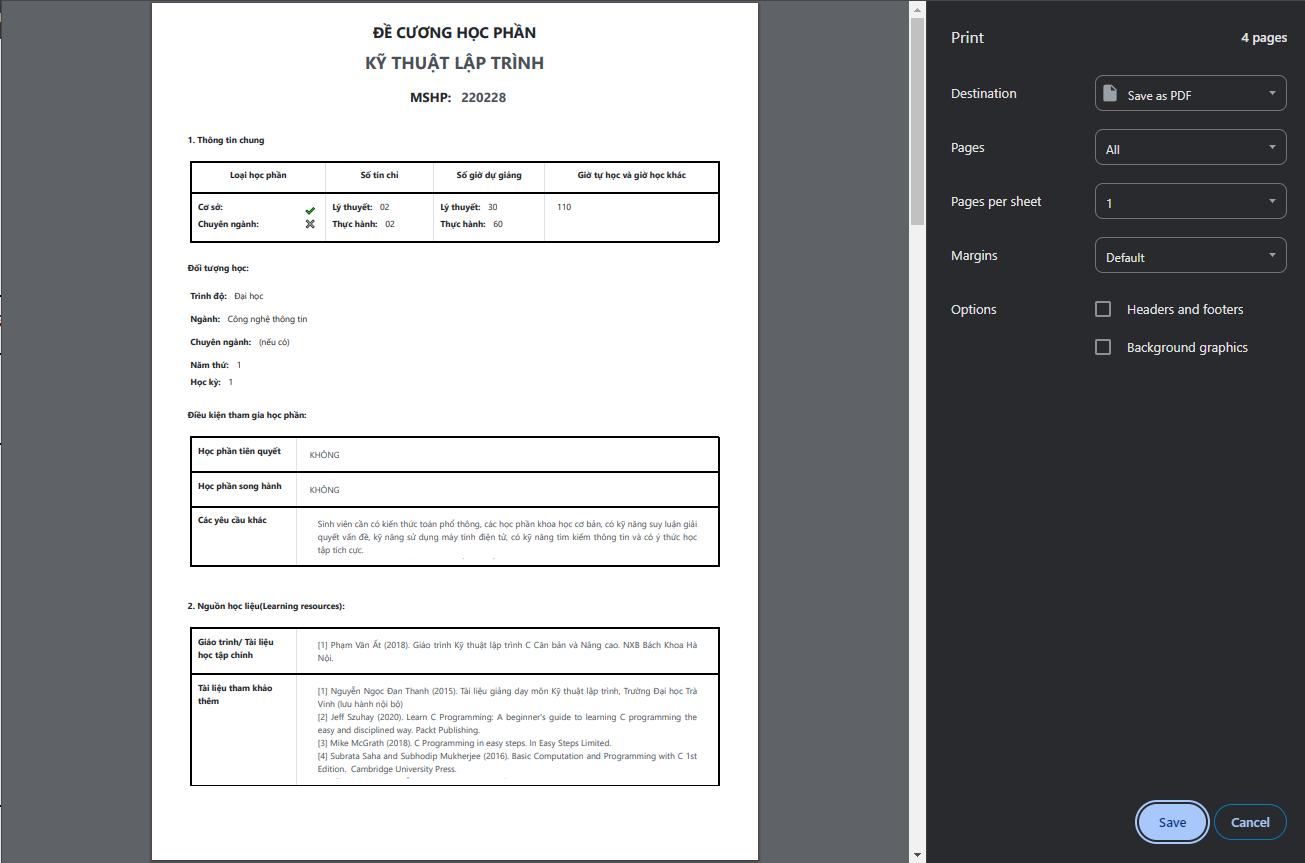 ĐỀ CƯƠNG HỌC PHẦN
KỸ THUẬT LẬP TRÌNH
MSHP: 220228
1. Thông tin chung
Loại học phần Số tín chỉ Số giờ dự giảng Giờ tự học và giờ học khác
Cơ sở: Lý thuyết: 02 Lý thuyết: 30 110
Chuyên ngành: Thực hành: 02 Thực hành: 60
Đối tượng học:
Trình độ: Đại học
Ngành: Công nghệ thông tin
Chuyên ngành: (nếu có)
Năm thứ: 1
Học kỳ: 1
Điều kiện tham gia học phần:
Học phần tiên quyết
KHÔNG
Học phần song hành
KHÔNG
Các yêu cầu khác
Sinh viên cần có kiến thức toán phổ thông, các học phần khoa học cơ bản, có kỹ năng suy luận giải
quyết vấn đề, kỹ năng sử dụng máy tính điện tử, có kỹ năng tìm kiếm thông tin và có ý thức học
tập tích cực.
2. Nguồn học liệu(Learning resources):
Giáo trình/ Tài liệu
học tập chính
[1] Phạm Văn Ất (2018). Giáo trình Kỹ thuật lập trình C Căn bản và Nâng cao. NXB Bách Khoa Hà
Nội.
Tài liệu tham khảo
thêm
[1] Nguyễn Ngọc Đan Thanh (2015). Tài liệu giảng dạy môn Kỹ thuật lập trình, Trường Đại học Trà
Vinh (lưu hành nội bộ)
[2] Jeff Szuhay (2020). Learn C Programming: A beginner's guide to learning C programming the
easy and disciplined way. Packt Publishing.
[3] Mike McGrath (2018). C Programming in easy steps. In Easy Steps Limited.
[4] Subrata Saha and Subhodip Mukherjee (2016). Basic Computation and Programming with C 1st
Edition. Cambridge University Press.
Print 4 pages
Destination Save as PDF
Pages All
Pages per sheet 1
Margins Default
Options Headers and footers
Background graphics
Save Cancel